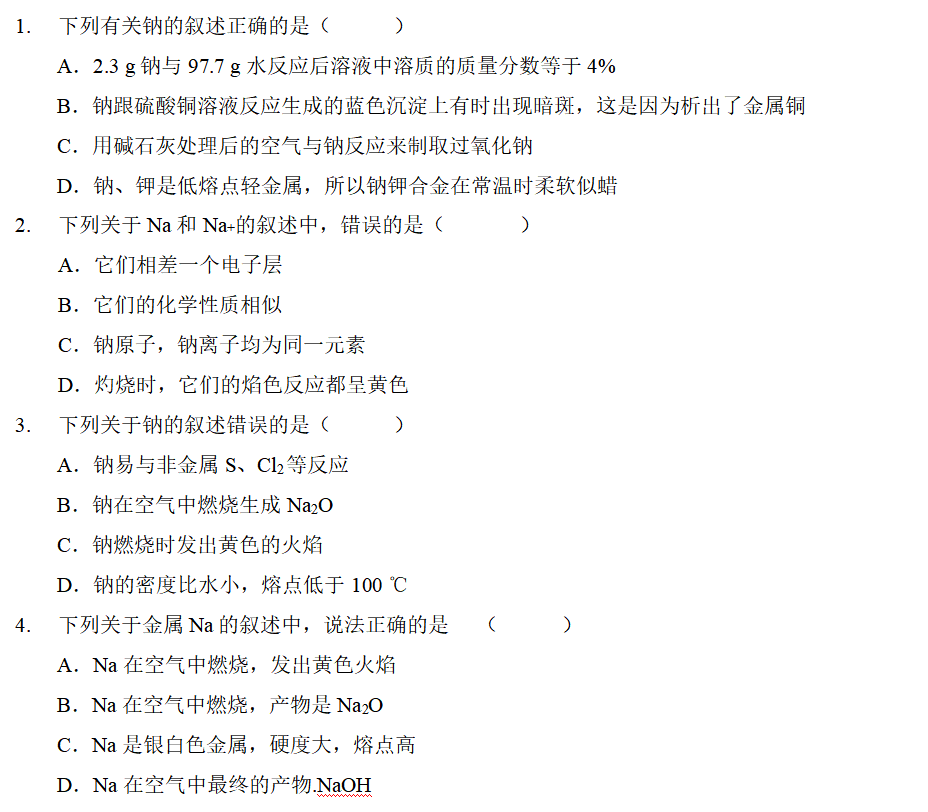 1. 下列有关钠的叙述正确的是（　　　）
A．2.3 g 钠与 97.7 g 水反应后溶液中溶质的质量分数等于 4%
B．钠跟硫酸铜溶液反应生成的蓝色沉淀上有时出现暗斑，这是因为析出了金属铜
C．用碱石灰处理后的空气与钠反应来制取过氧化钠
D．钠、钾是低熔点轻金属，所以钠钾合金在常温时柔软似蜡
2. 下列关于 Na 和 Na+的叙述中，错误的是（　　　）
A．它们相差一个电子层
B．它们的化学性质相似
C．钠原子，钠离子均为同一元素
D．灼烧时，它们的焰色反应都呈黄色
3. 下列关于钠的叙述错误的是（　　　）
A．钠易与非金属 S、Cl₂等反应
B．钠在空气中燃烧生成 Na₂O
C．钠燃烧时发出黄色的火焰
D．钠的密度比水小，熔点低于 100 ℃
4. 下列关于金属 Na 的叙述中，说法正确的是　（　　　）
A．Na 在空气中燃烧，发出黄色火焰
B．Na 在空气中燃烧，产物是 Na₂O
C．Na 是银白色金属，硬度大，熔点高
D．Na 在空气中最终的产物.NaOH